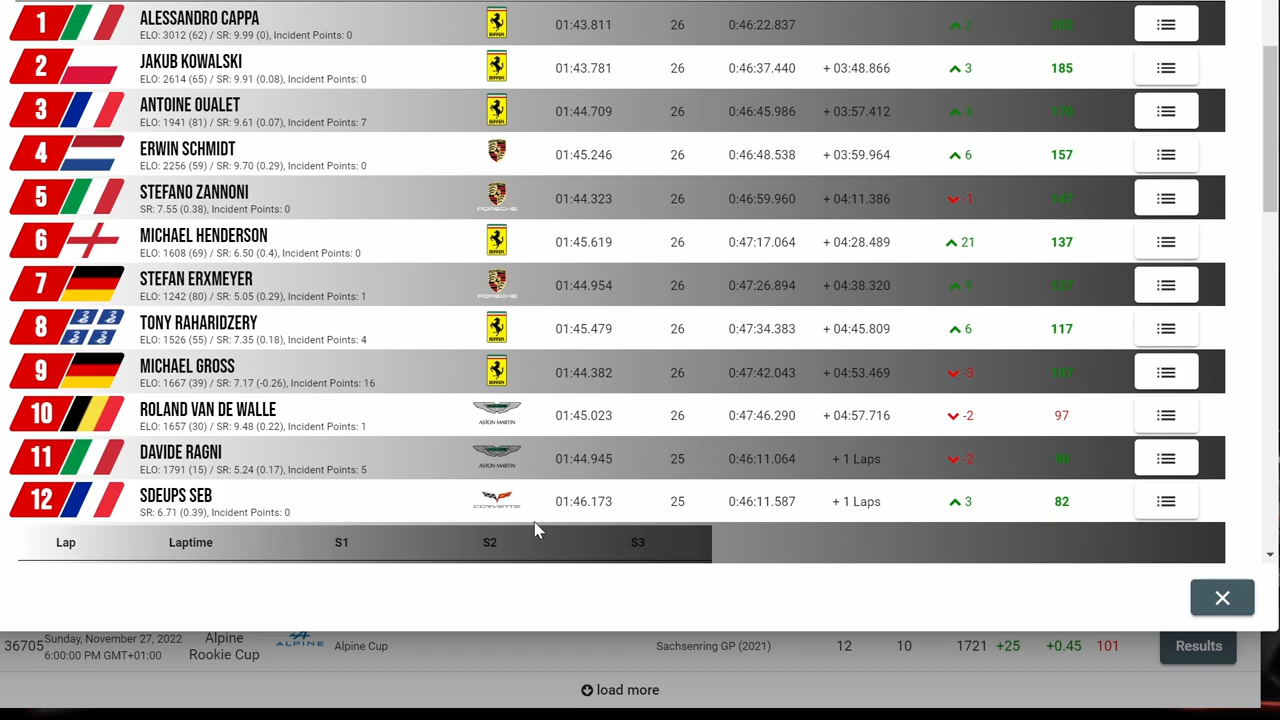 1 ALESSANDRO CAPPA 01:43.811 26 0:46:22.837 2 202
ELO: 3012 (62) / SR: 9.99 (0), Incident Points: 0
2 JAKUB KOWALSKI 01:43.781 26 0:46:37.440 + 03:48.866 3 185
ELO: 2614 (65) / SR: 9.91 (0.08), Incident Points: 0
3 ANTOINE OUALET 01:44.709 26 0:46:45.986 + 03:57.412 170
ELO: 1941 (81) / SR: 9.61 (0.07), Incident Points: 7
4 ERWIN SCHMIDT 01:45.246 26 0:46:48.538 + 03:59.964 6 157
ELO: 2256 (59) / SR: 9.70 (0.29), Incident Points: 0
5 STEFANO ZANNONI PORSCHE 01:44.323 26 0:46:59.960 + 04:11.386 -1 147
SR: 7.55 (0.38), Incident Points: 0
6 MICHAEL HENDERSON 01:45.619 26 0:47:17.064 + 04:28.489 21 137
ELO: 1608 (69) / SR: 6.50 (0.4), Incident Points: 0
7 STEFAN ERXMEYER PORSCHE 01:44.954 26 0:47:26.894 + 04:38.320 127
ELO: 1242 (80) / SR: 5.05 (0.29), Incident Points: 1
8 TONY RAHARIDZERY 01:45.479 26 0:47:34.383 + 04:45.809 6 117
ELO: 1526 (55) / SR: 7.35 (0.18), Incident Points: 4
9 MICHAEL GROSS 01:44.382 26 0:47:42.043 + 04:53.469 -3 107
ELO: 1667 (39) / SR: 7.17 (-0.26), Incident Points: 16
10 ROLAND VAN DE WALLE ASTON MARTIN 01:45.023 26 0:47:46.290 + 04:57.716 -2 97
ELO: 1657 (30) / SR: 9.48 (0.22), Incident Points: 1
11 DAVIDE RAGNI ASTON MARTIN 01:44.945 25 0:46:11.064 + 1 Laps -2
ELO: 1791 (15) / SR: 5.24 (0.17), Incident Points: 5
12 SDEUPS SEB CORVETTE 01:46.173 25 0:46:11.587 + 1 Laps 3 82
SR: 6.71 (0.39), Incident Points: 0
Lap Laptime S1 S2 S3
36705 Sunday, November 27, 2022 6:00:00 PM GMT+01:00 Alpine Rookie Cup ALPINE Alpine Cup Sachsenring GP (2021) 12 10 1721 +25 +0.45 101 Results
load more